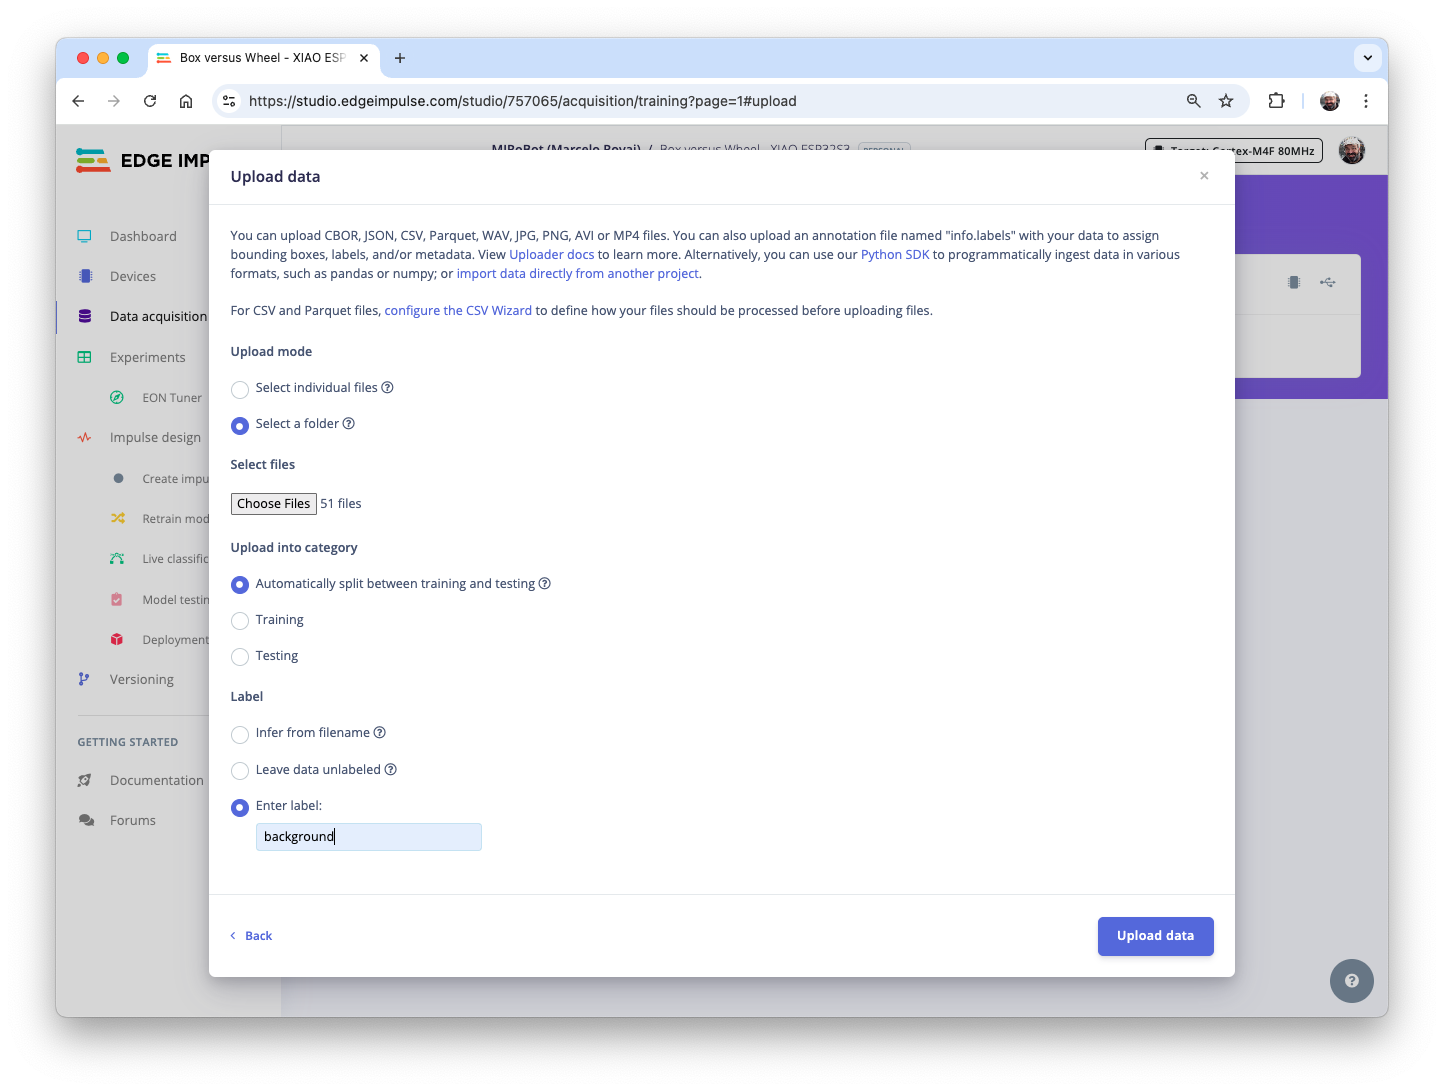 Box versus Wheel - XIAO ESP
https://studio.edgeimpulse.com/studio/757065/acquisition/training?page=1#upload
EDGE IMP
MJRoBot (Marcelo Rovai) / Box versus Wheel - XIAO ESP32S3 PERSONAL
Target: Cortex-M4F 80MHz
Dashboard
Devices
Data acquisition
Experiments
EON Tuner
Impulse design
Create impu
Retrain mod
Live classific
Model testin
Deployment
Versioning
GETTING STARTED
Documentation
Forums
Upload data
You can upload CBOR, JSON, CSV, Parquet, WAV, JPG, PNG, AVI or MP4 files. You can also upload an annotation file named "info.labels" with your data to assign
bounding boxes, labels, and/or metadata. View Uploader docs to learn more. Alternatively, you can use our Python SDK to programmatically ingest data in various
formats, such as pandas or numpy; or import data directly from another project.
For CSV and Parquet files, configure the CSV Wizard to define how your files should be processed before uploading files.
Upload mode
Select individual files
Select a folder
Select files
Choose Files 51 files
Upload into category
Automatically split between training and testing
Training
Testing
Label
Infer from filename
Leave data unlabeled
Enter label:
background
Back
Upload data